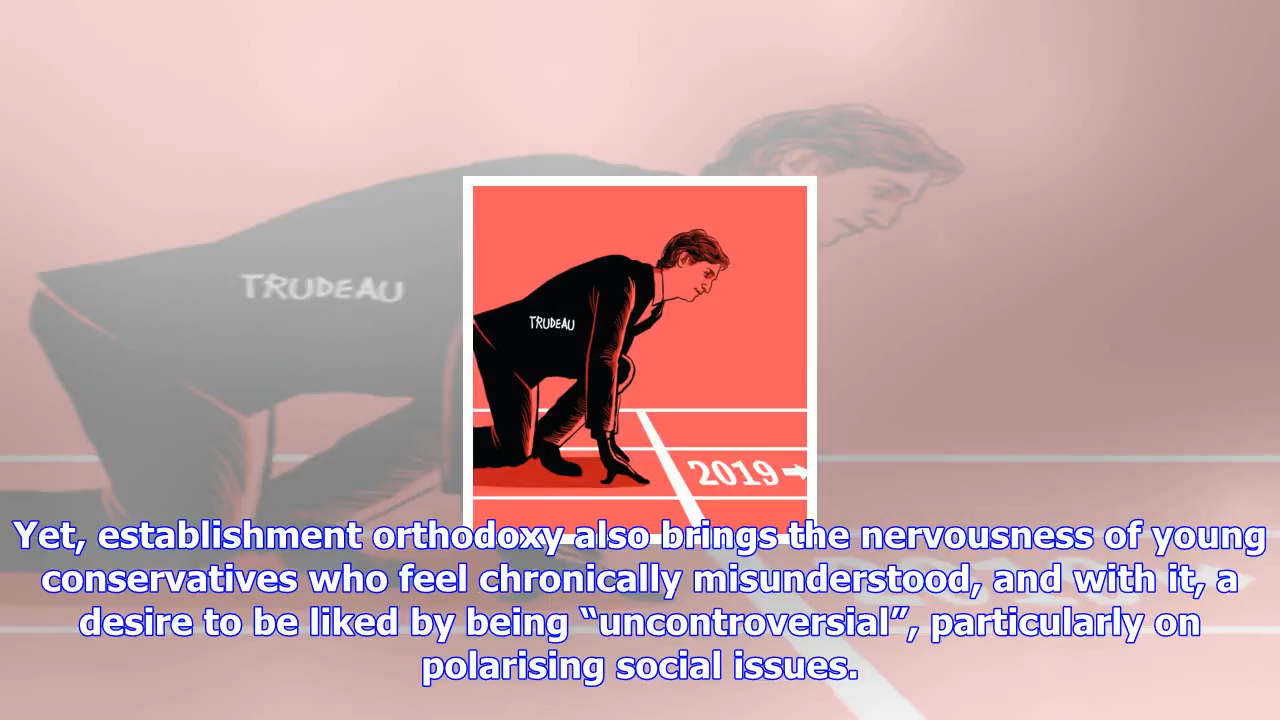 TRUDEAU
TRUDEAU
2019
Yet, establishment orthodoxy also brings the nervousness of young
conservatives who feel chronically misunderstood, and with it, a
desire to be liked by being “uncontroversial”, particularly on
polarising social issues.